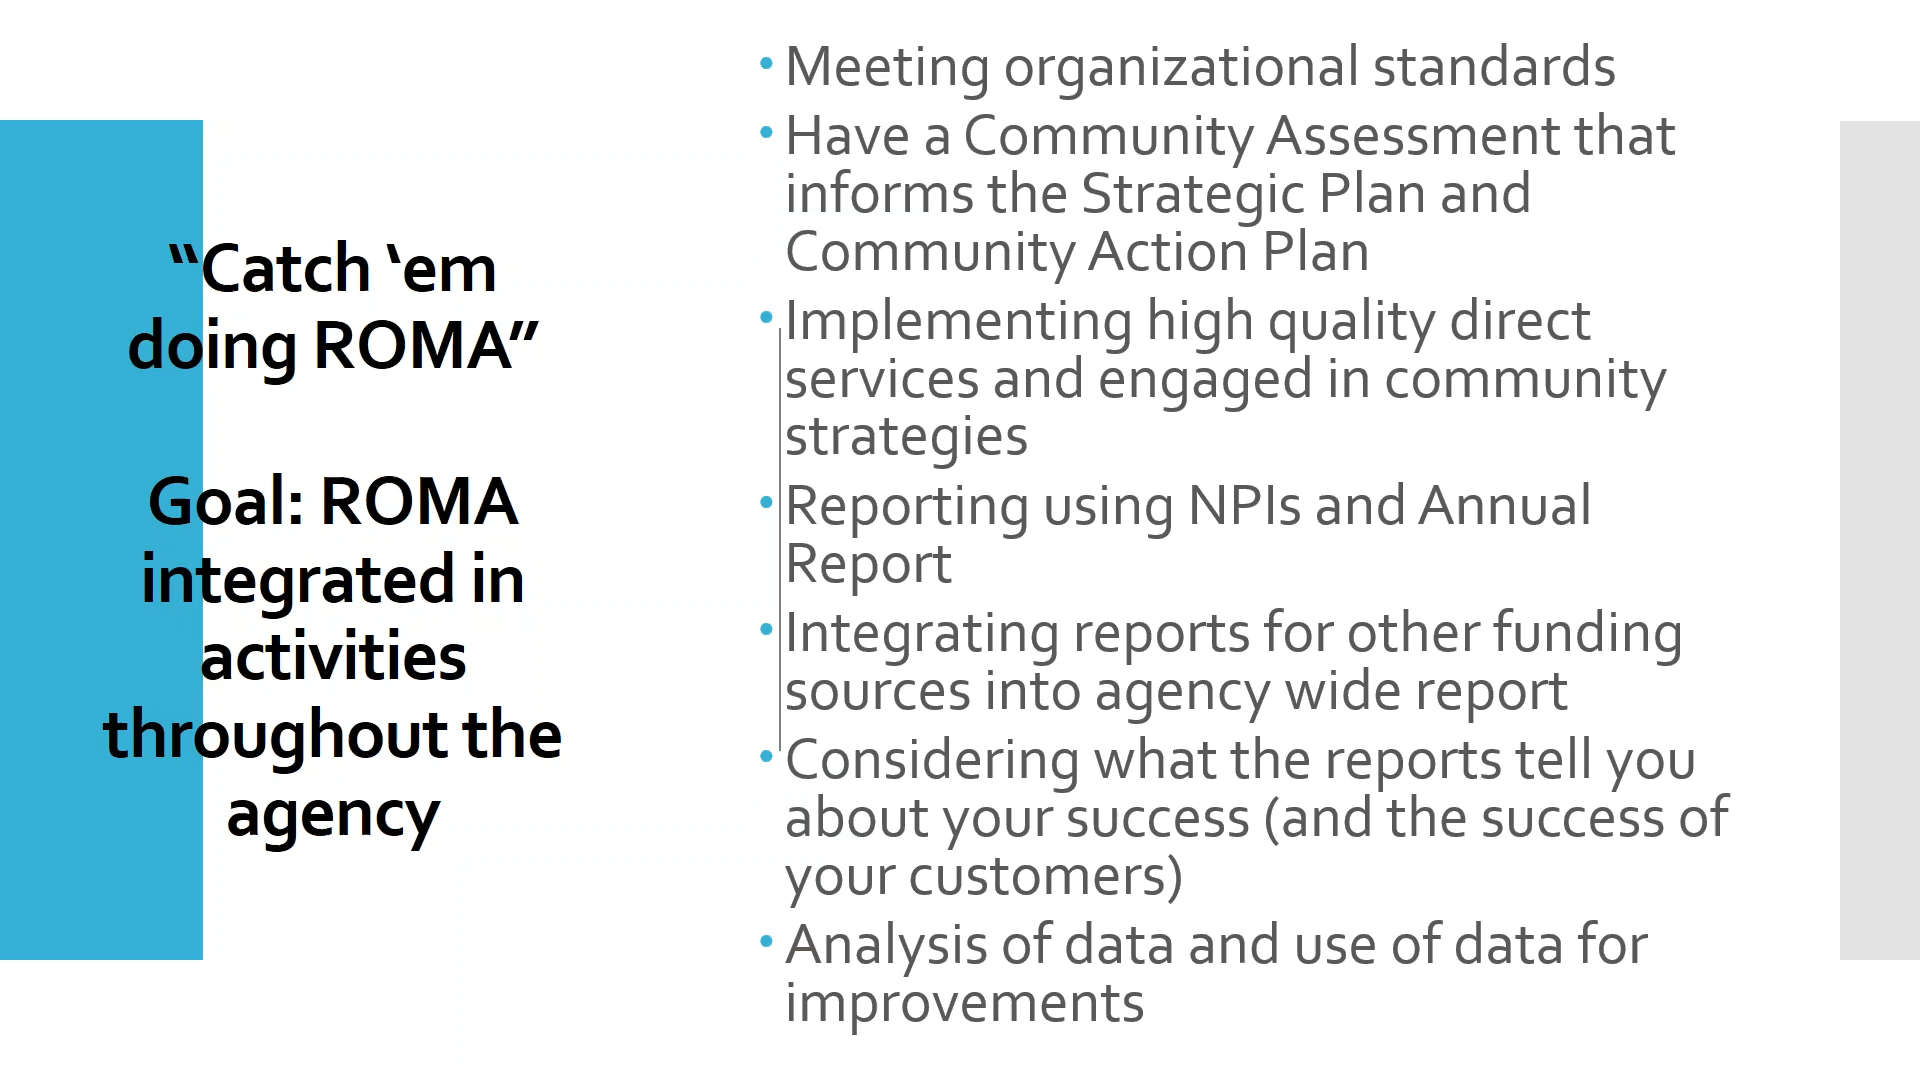 “Catch ‘em
doing ROMA”
Goal: ROMA
integrated in
activities
throughout the
agency
• Meeting organizational standards
• Have a Community Assessment that
informs the Strategic Plan and
Community Action Plan
• Implementing high quality direct
services and engaged in community
strategies
• Reporting using NPIs and Annual
Report
• Integrating reports for other funding
sources into agency wide report
• Considering what the reports tell you
about your success (and the success of
your customers)
• Analysis of data and use of data for
improvements